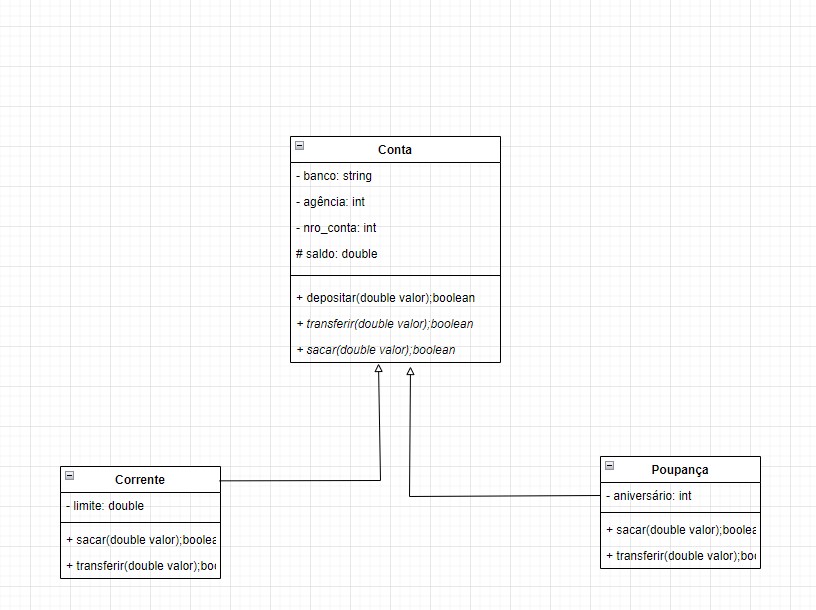 Conta
- banco: string
- agência: int
- nro_conta: int
# saldo: double
+ depositar(double valor);boolean
+ transferir(double valor);boolean
+ sacar(double valor);boolean
Corrente
- limite: double
+ sacar(double valor);boolea
+ transferir(double valor);boo
Poupança
- aniversário: int
+ sacar(double valor);boolea
+ transferir(double valor);boo